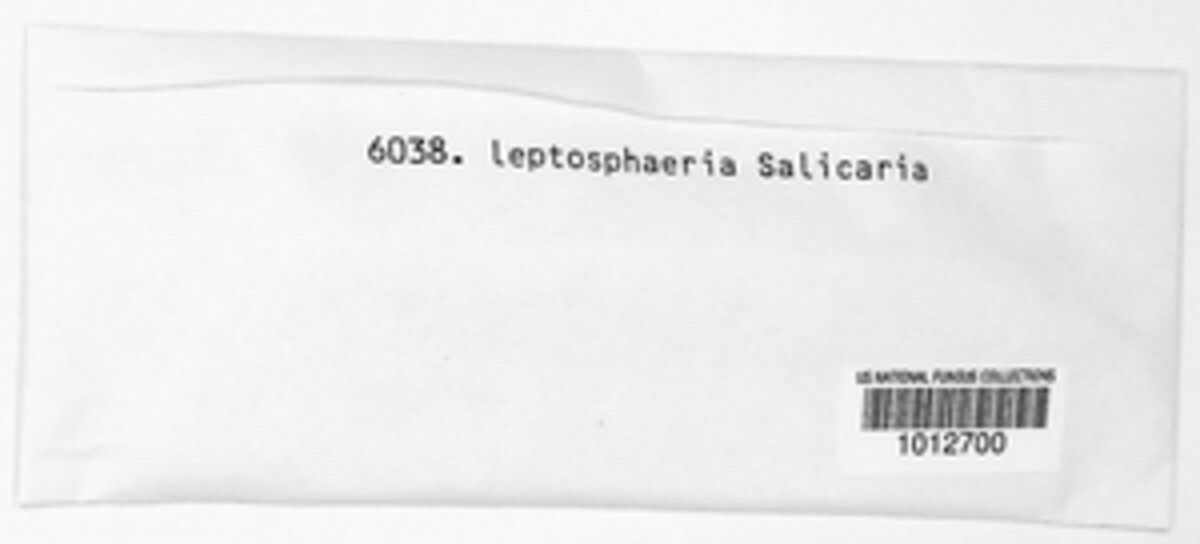 6038. leptosphaeria Salicaria
US NATIONAL FUNGUS COLLECTIONS
1012700